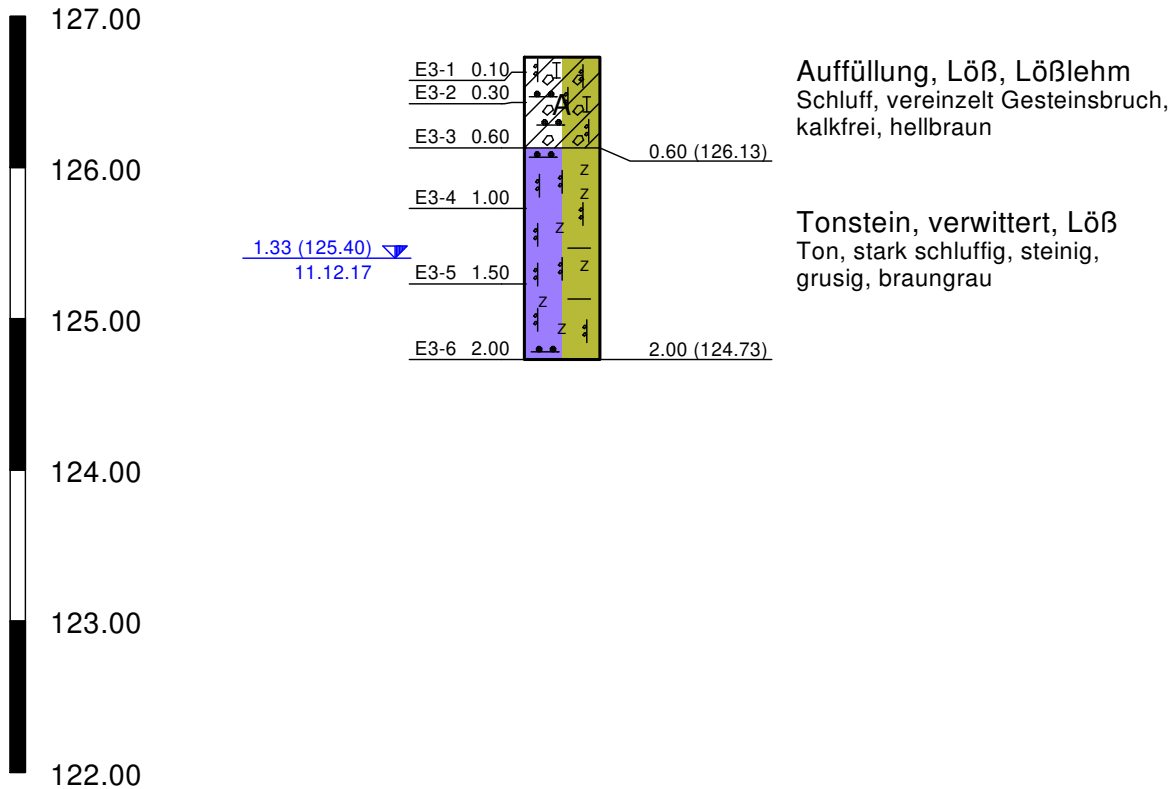 127.00
126.00
125.00
124.00
123.00
122.00
1.33 (125.40)
11.12.17
E3-1 0.10
E3-2 0.30
E3-3 0.60
E3-4 1.00
E3-5 1.50
E3-6 2.00
A
Z
Z
Z
Z
Z
Z
0.60 (126.13)
2.00 (124.73)
Auffüllung, Löß, Lößlehm
Schluff, vereinzelt Gesteinsbruch,
kalkfrei, hellbraun
Tonstein, verwittert, Löß
Ton, stark schluffig, steinig,
grusig, braungrau